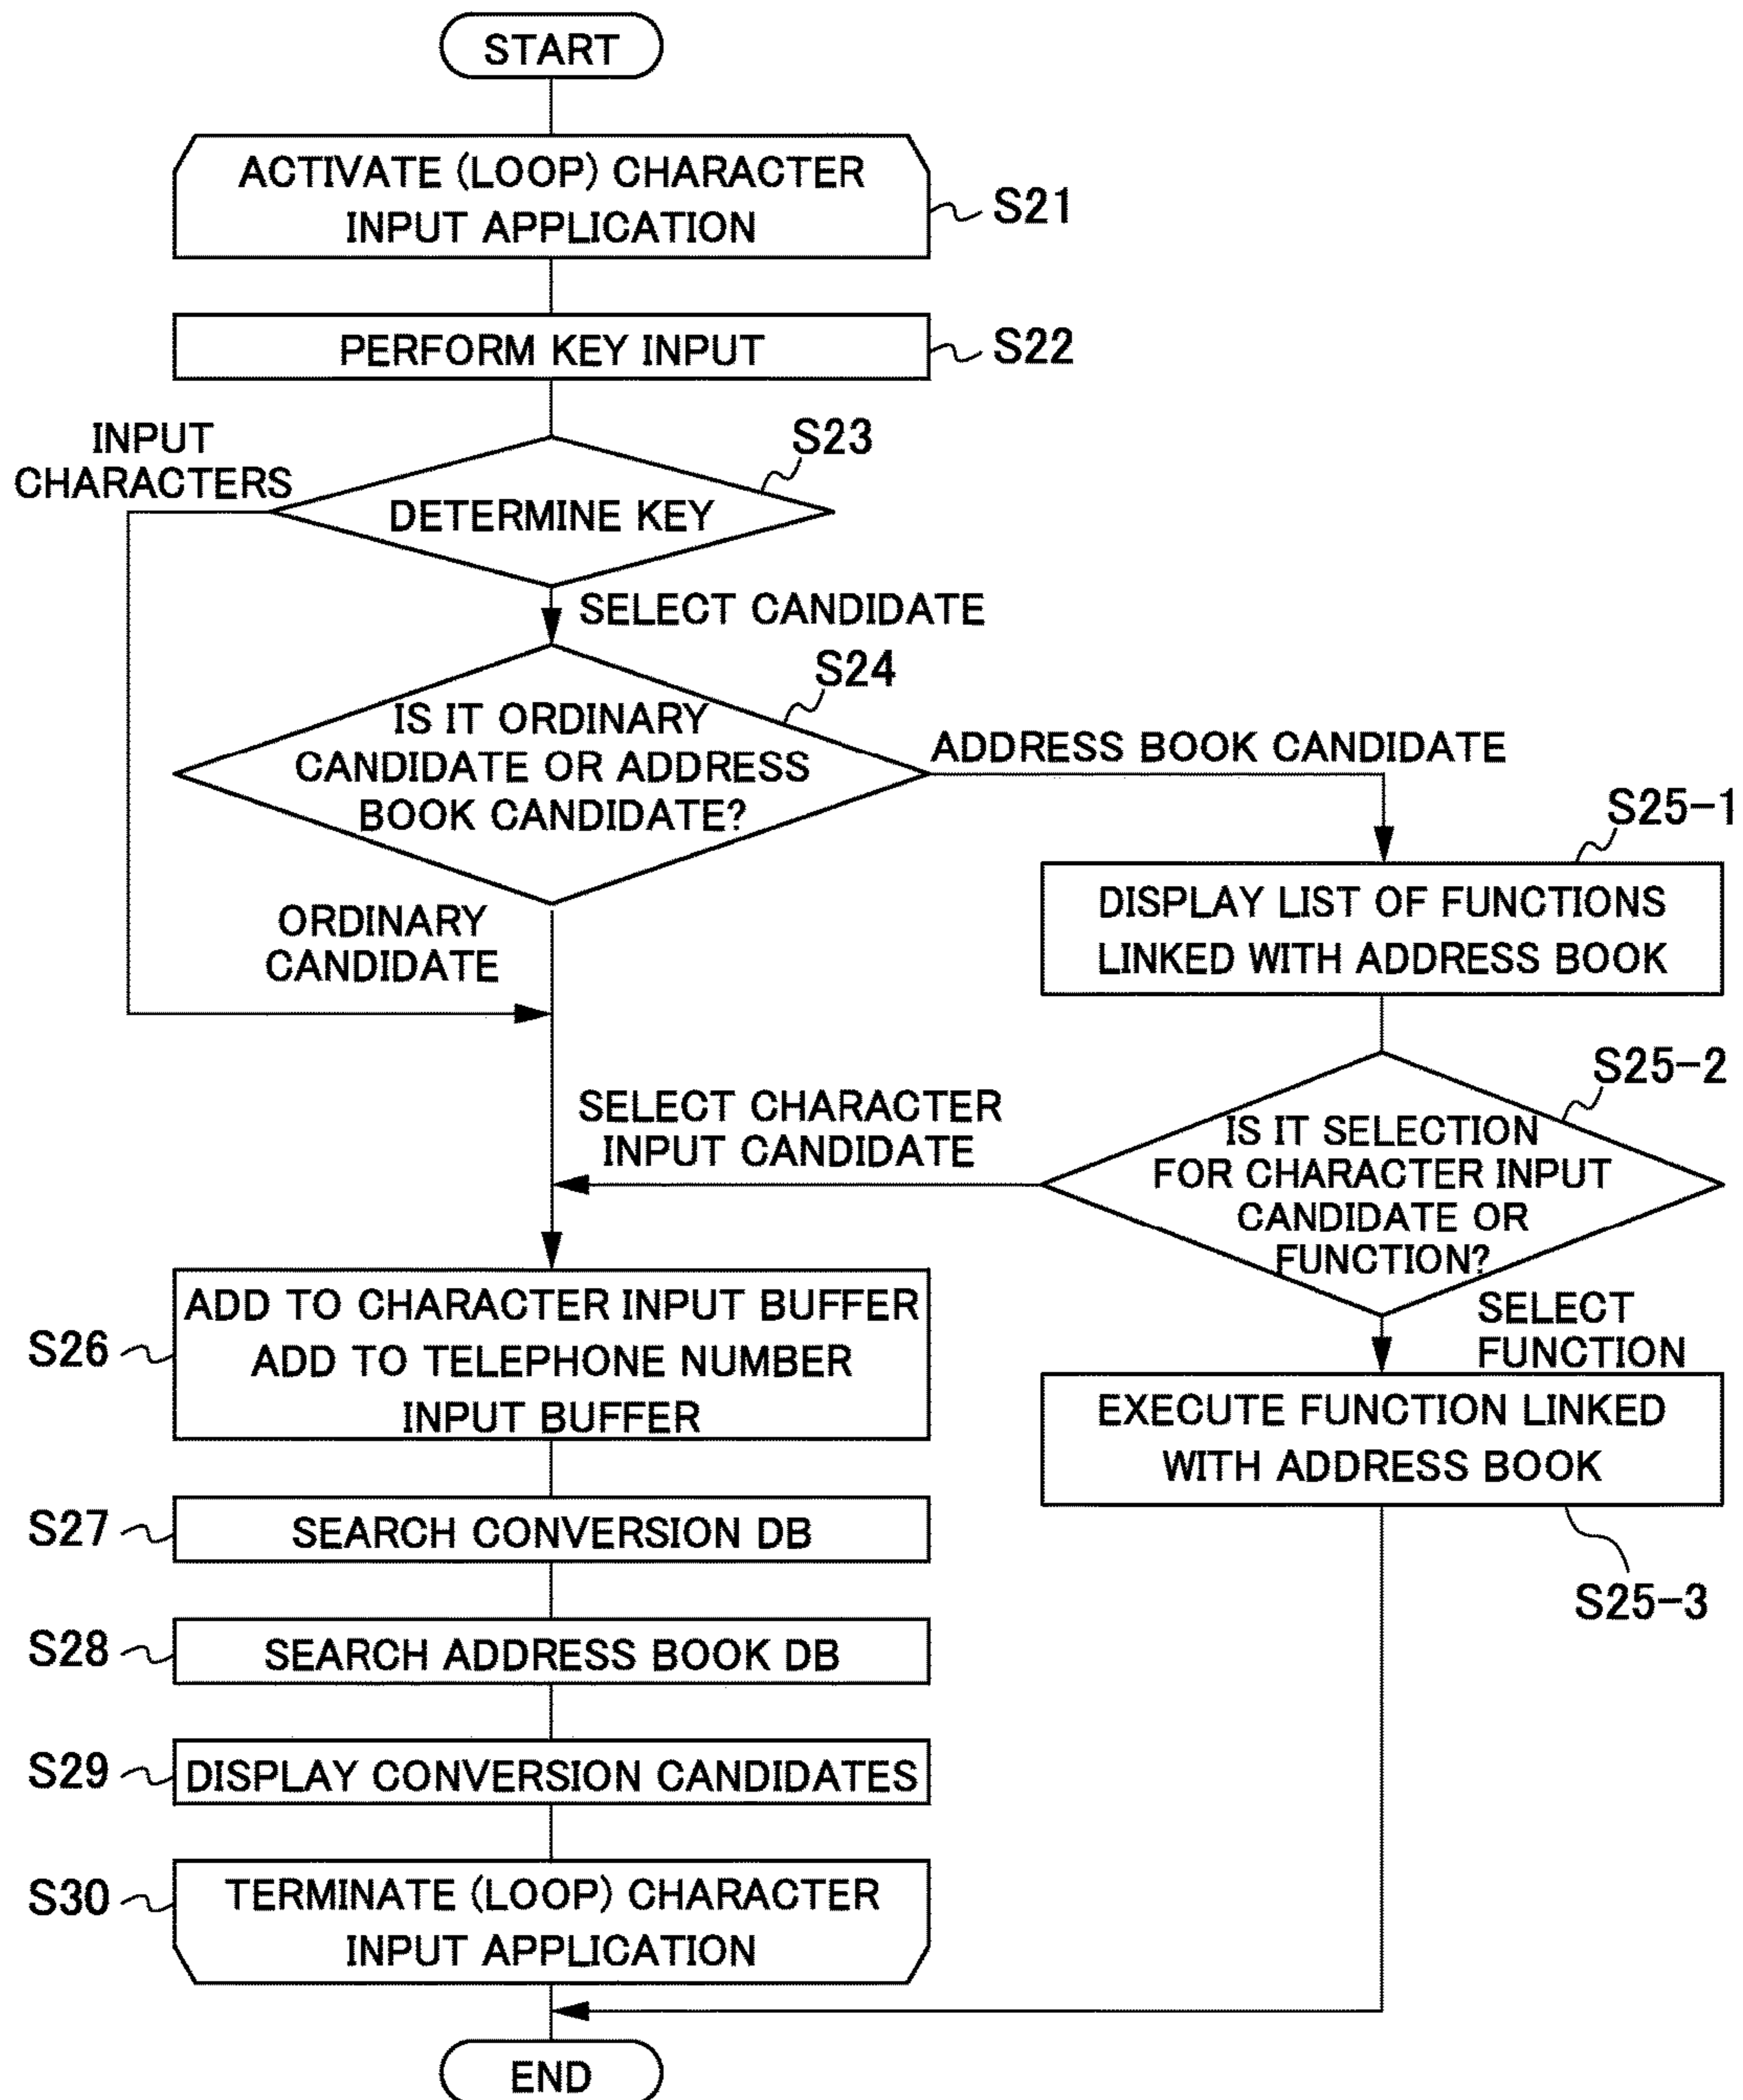 START
ACTIVATE (LOOP) CHARACTER
INPUT APPLICATION
S21
PERFORM KEY INPUT
S22
INPUT
CHARACTERS
S23
DETERMINE KEY
SELECT CANDIDATE
S24
IS IT ORDINARY
CANDIDATE OR ADDRESS
BOOK CANDIDATE?
ADDRESS BOOK CANDIDATE
S25-1
DISPLAY LIST OF FUNCTIONS
LINKED WITH ADDRESS BOOK
ORDINARY
CANDIDATE
S25-2
SELECT CHARACTER
INPUT CANDIDATE
IS IT SELECTION
FOR CHARACTER INPUT
CANDIDATE OR
FUNCTION?
SELECT
FUNCTION
S26
ADD TO CHARACTER INPUT BUFFER
ADD TO TELEPHONE NUMBER
INPUT BUFFER
EXECUTE FUNCTION LINKED
WITH ADDRESS BOOK
S25-3
S27
SEARCH CONVERSION DB
S28
SEARCH ADDRESS BOOK DB
S29
DISPLAY CONVERSION CANDIDATES
S30
TERMINATE (LOOP) CHARACTER
INPUT APPLICATION
END